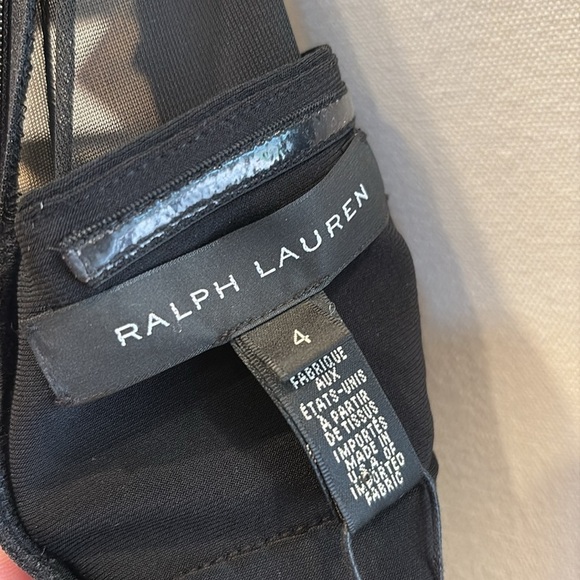 RALPH LAUREN
4
FABRIQUE
AUX
ÉTATS-UNIS
À PARTIR
DE TISSUS
IMPORTÉS
MADE IN
U.S.A. OF
IMPORTED
FABRIC